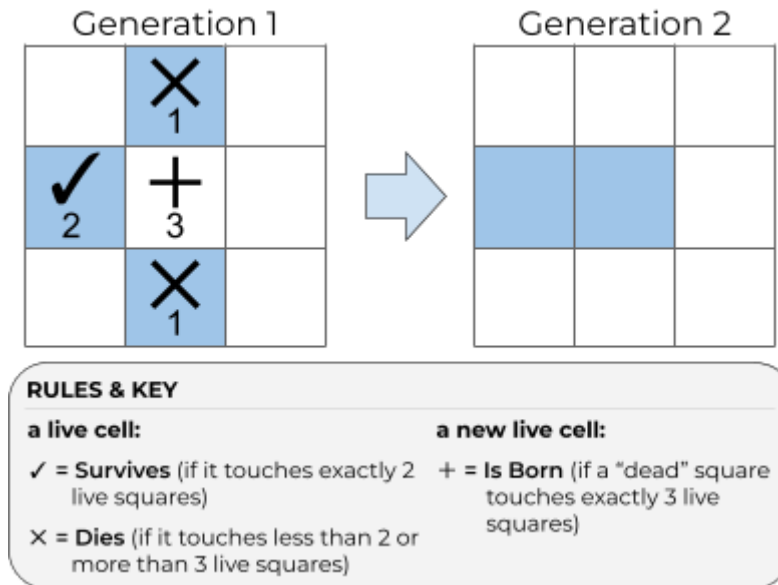 Generation 1
Generation 2
1
2
3
1
RULES & KEY
a live cell:
✓ = Survives (if it touches exactly 2
live squares)
× = Dies (if it touches less than 2 or
more than 3 live squares)
a new live cell:
+ = Is Born (if a “dead” square
touches exactly 3 live
squares)